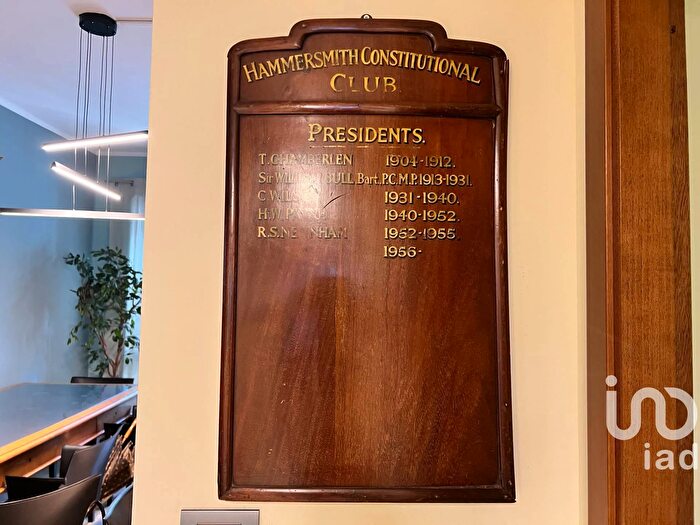 HAMMERSMITH CONSTITUTIONAL
CLUB.
PRESIDENTS.
T. CHAMBERLEN 1904-1912.
Sir BULL Bart., P.C. M.P. 1913-1931.
C. 1931-1940.
H.W. 1940-1952.
R.S. 1952-1955.
1956-
iad